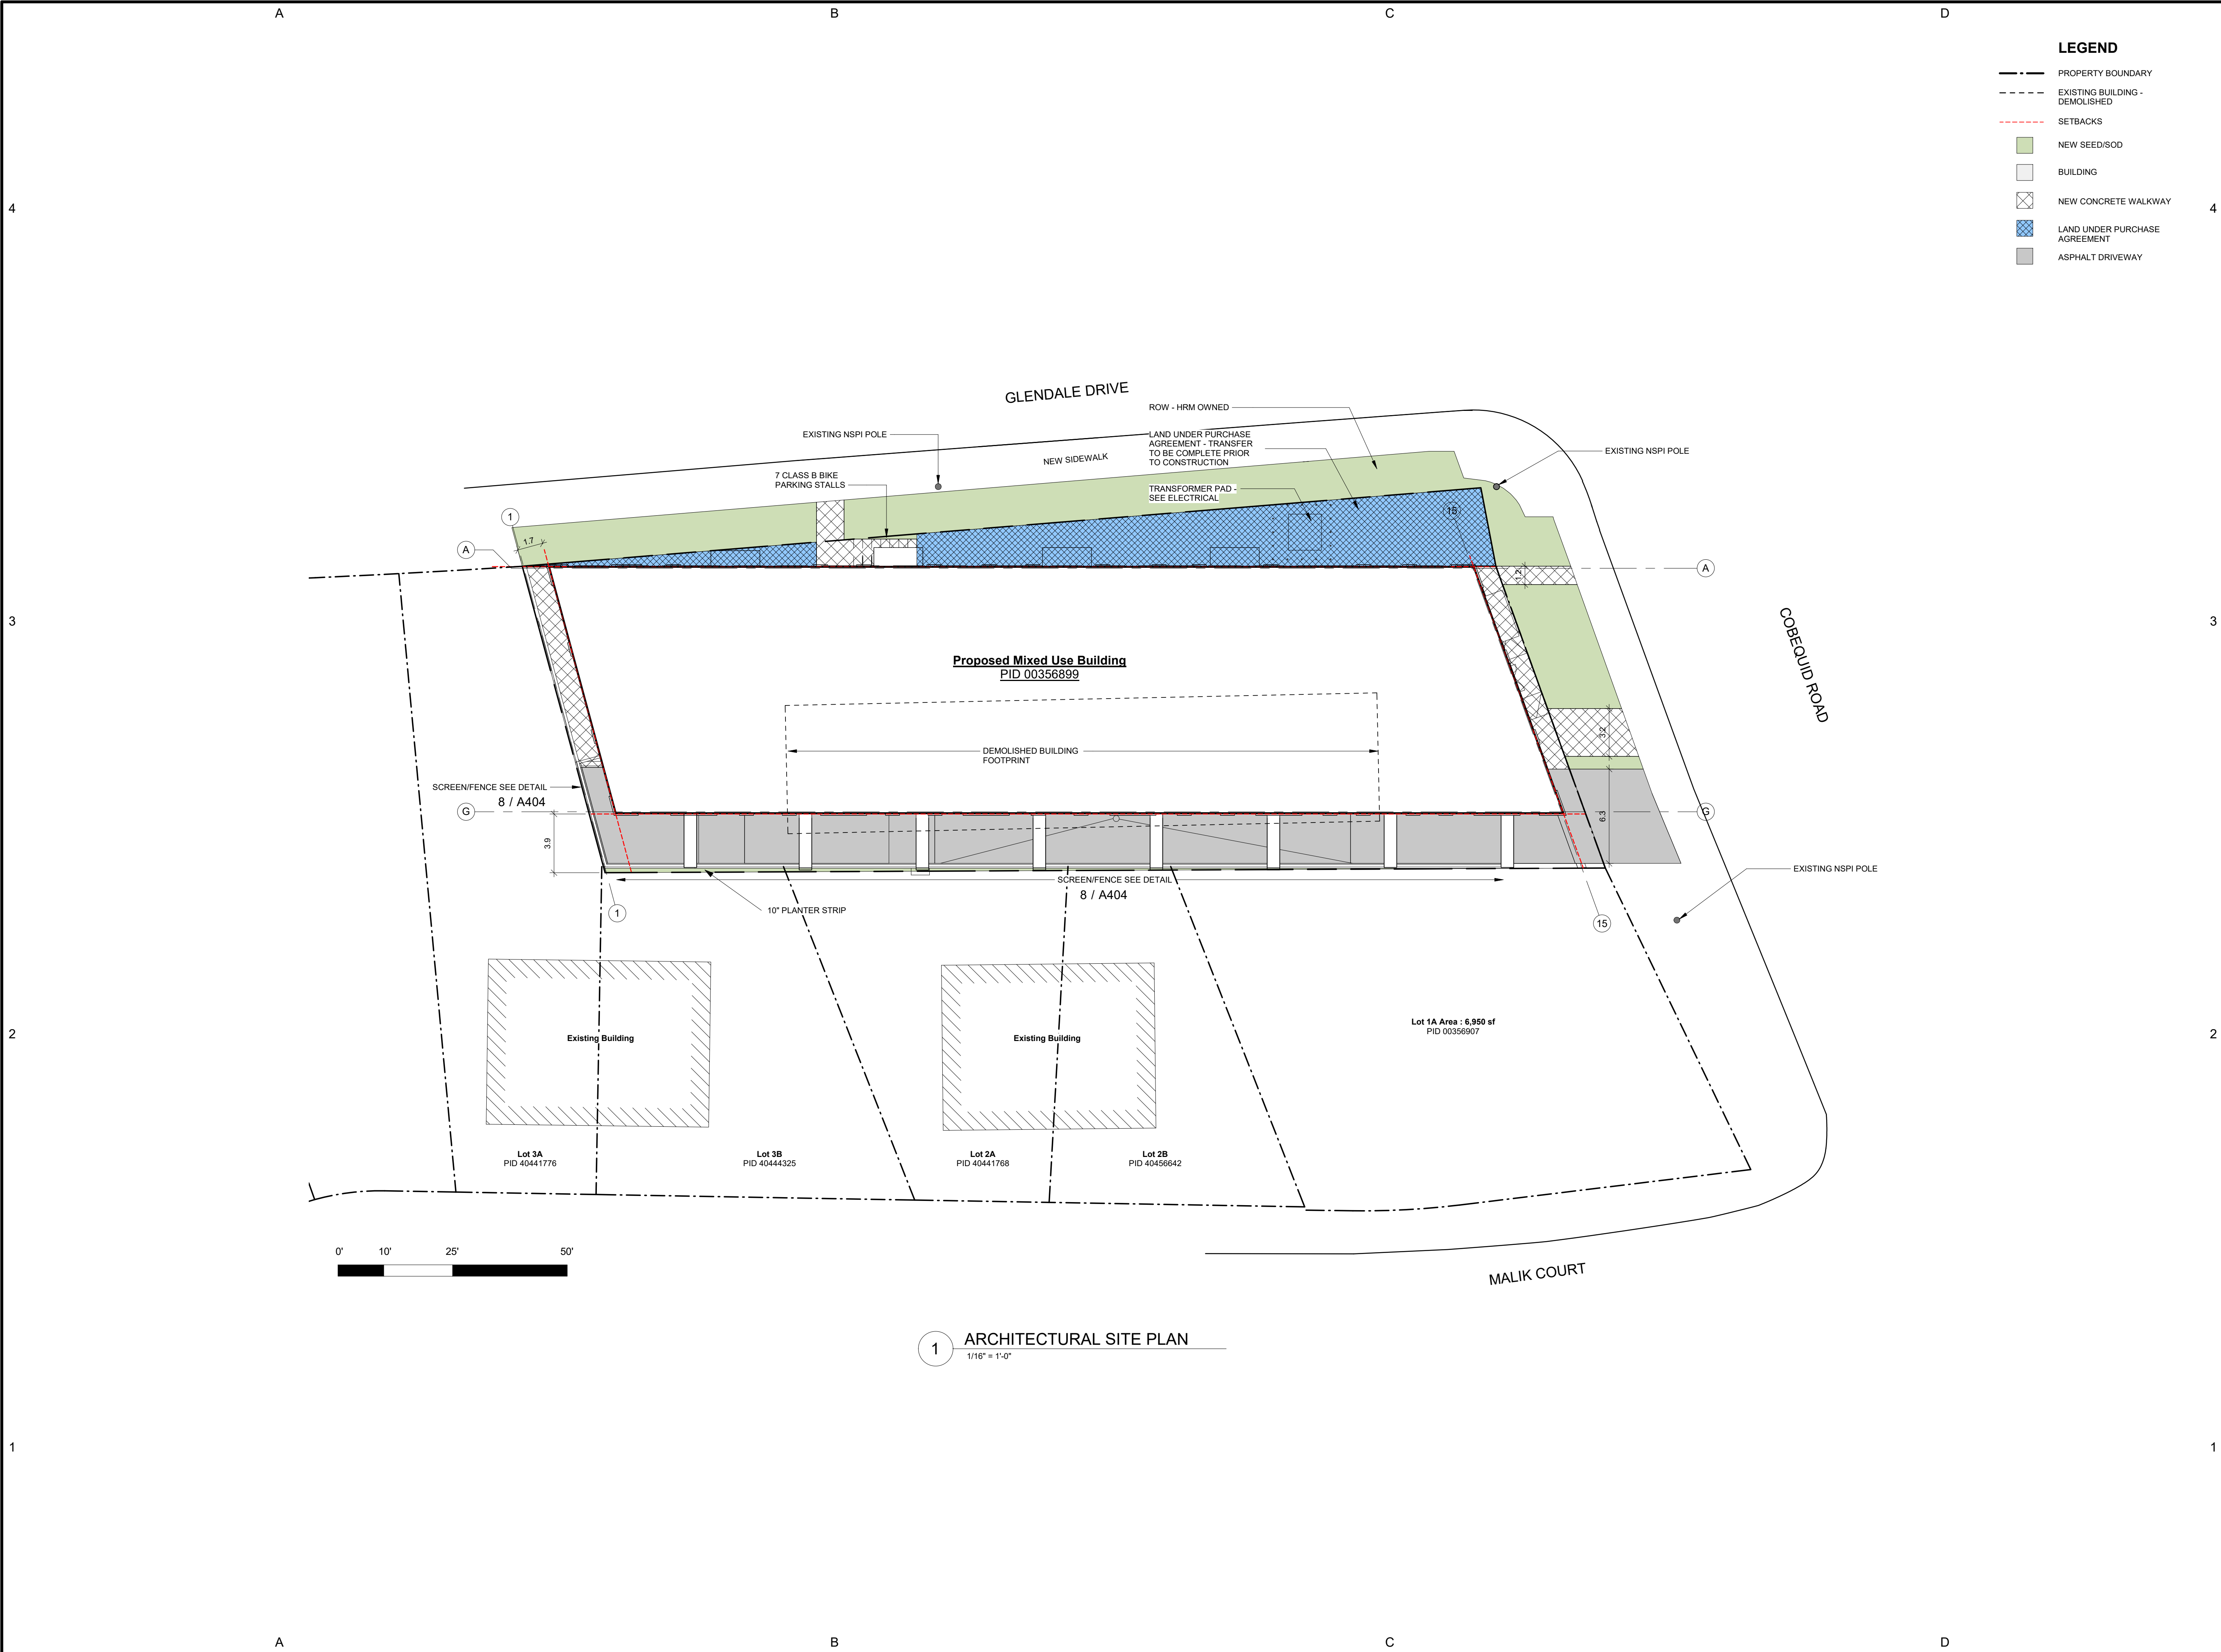 A
B
C
D
LEGEND
PROPERTY BOUNDARY
EXISTING BUILDING -
DEMOLISHED
SETBACKS
NEW SEED/SOD
BUILDING
NEW CONCRETE WALKWAY
LAND UNDER PURCHASE
AGREEMENT
ASPHALT DRIVEWAY
4
4
GLENDALE DRIVE
ROW - HRM OWNED
EXISTING NSPI POLE
LAND UNDER PURCHASE
AGREEMENT - TRANSFER
TO BE COMPLETE PRIOR
TO CONSTRUCTION
EXISTING NSPI POLE
NEW SIDEWALK
7 CLASS B BIKE
PARKING STALLS
TRANSFORMER PAD -
SEE ELECTRICAL
1
15
1.7
A
A
1.2
3
3
COBEQUID ROAD
Proposed Mixed Use Building
PID 00356899
3.2
DEMOLISHED BUILDING
FOOTPRINT
SCREEN/FENCE SEE DETAIL
8 / A404
G
G
6.3
3.9
EXISTING NSPI POLE
SCREEN/FENCE SEE DETAIL
8 / A404
10" PLANTER STRIP
1
15
Lot 1A Area : 6,950 sf
PID 00356907
2
2
Existing Building
Existing Building
Lot 3A
PID 40441776
Lot 3B
PID 40444325
Lot 2A
PID 40441768
Lot 2B
PID 40456642
0' 10' 25' 50'
MALIK COURT
1
ARCHITECTURAL SITE PLAN
1/16" = 1'-0"
1
1
A
B
C
D